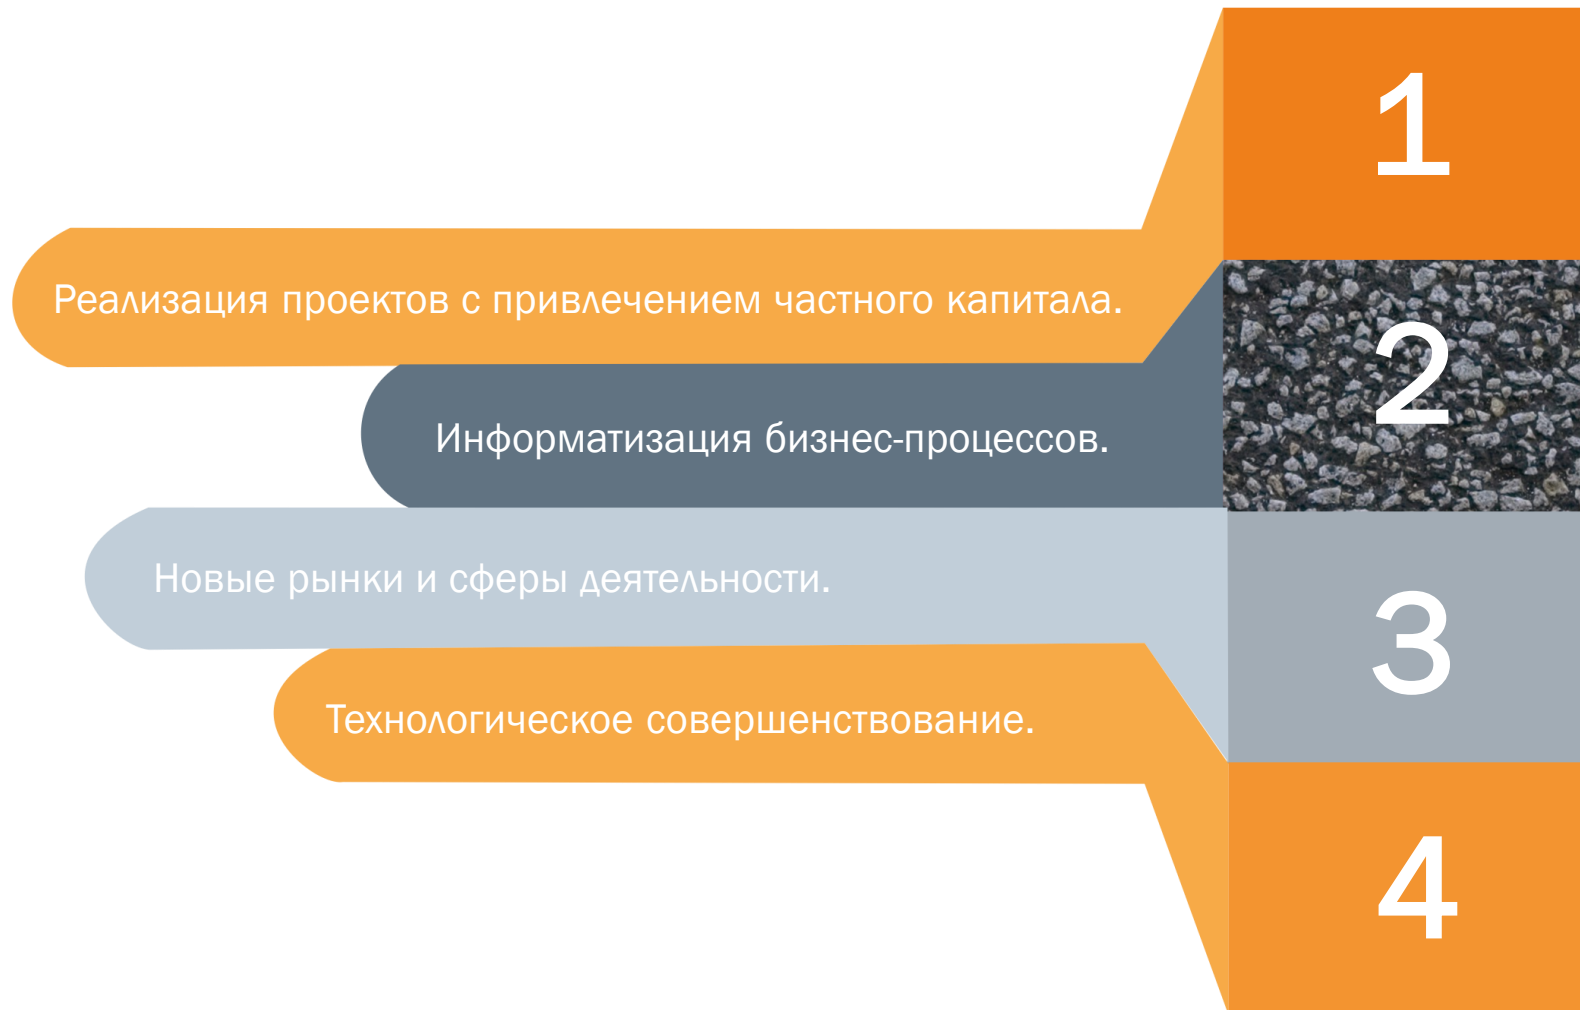 1
Реализация проектов с привлечением частного капитала.
2
Информатизация бизнес-процессов.
3
Новые рынки и сферы деятельности.
4
Технологическое совершенствование.